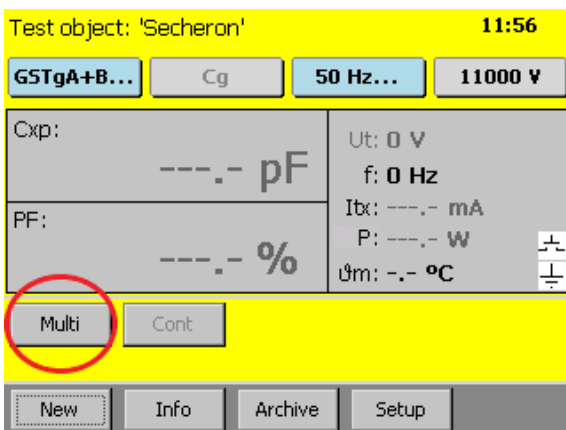 Test object: 'Secheron' 11:56
GSTgA+B... Cg 50 Hz... 11000 V
Cxp:
---.- pF
PF:
---.- %
Ut: 0 V
f: 0 Hz
Itx: ---.- mA
P: ---.- W
ϑm: -.- ºC
Multi Cont
New Info Archive Setup